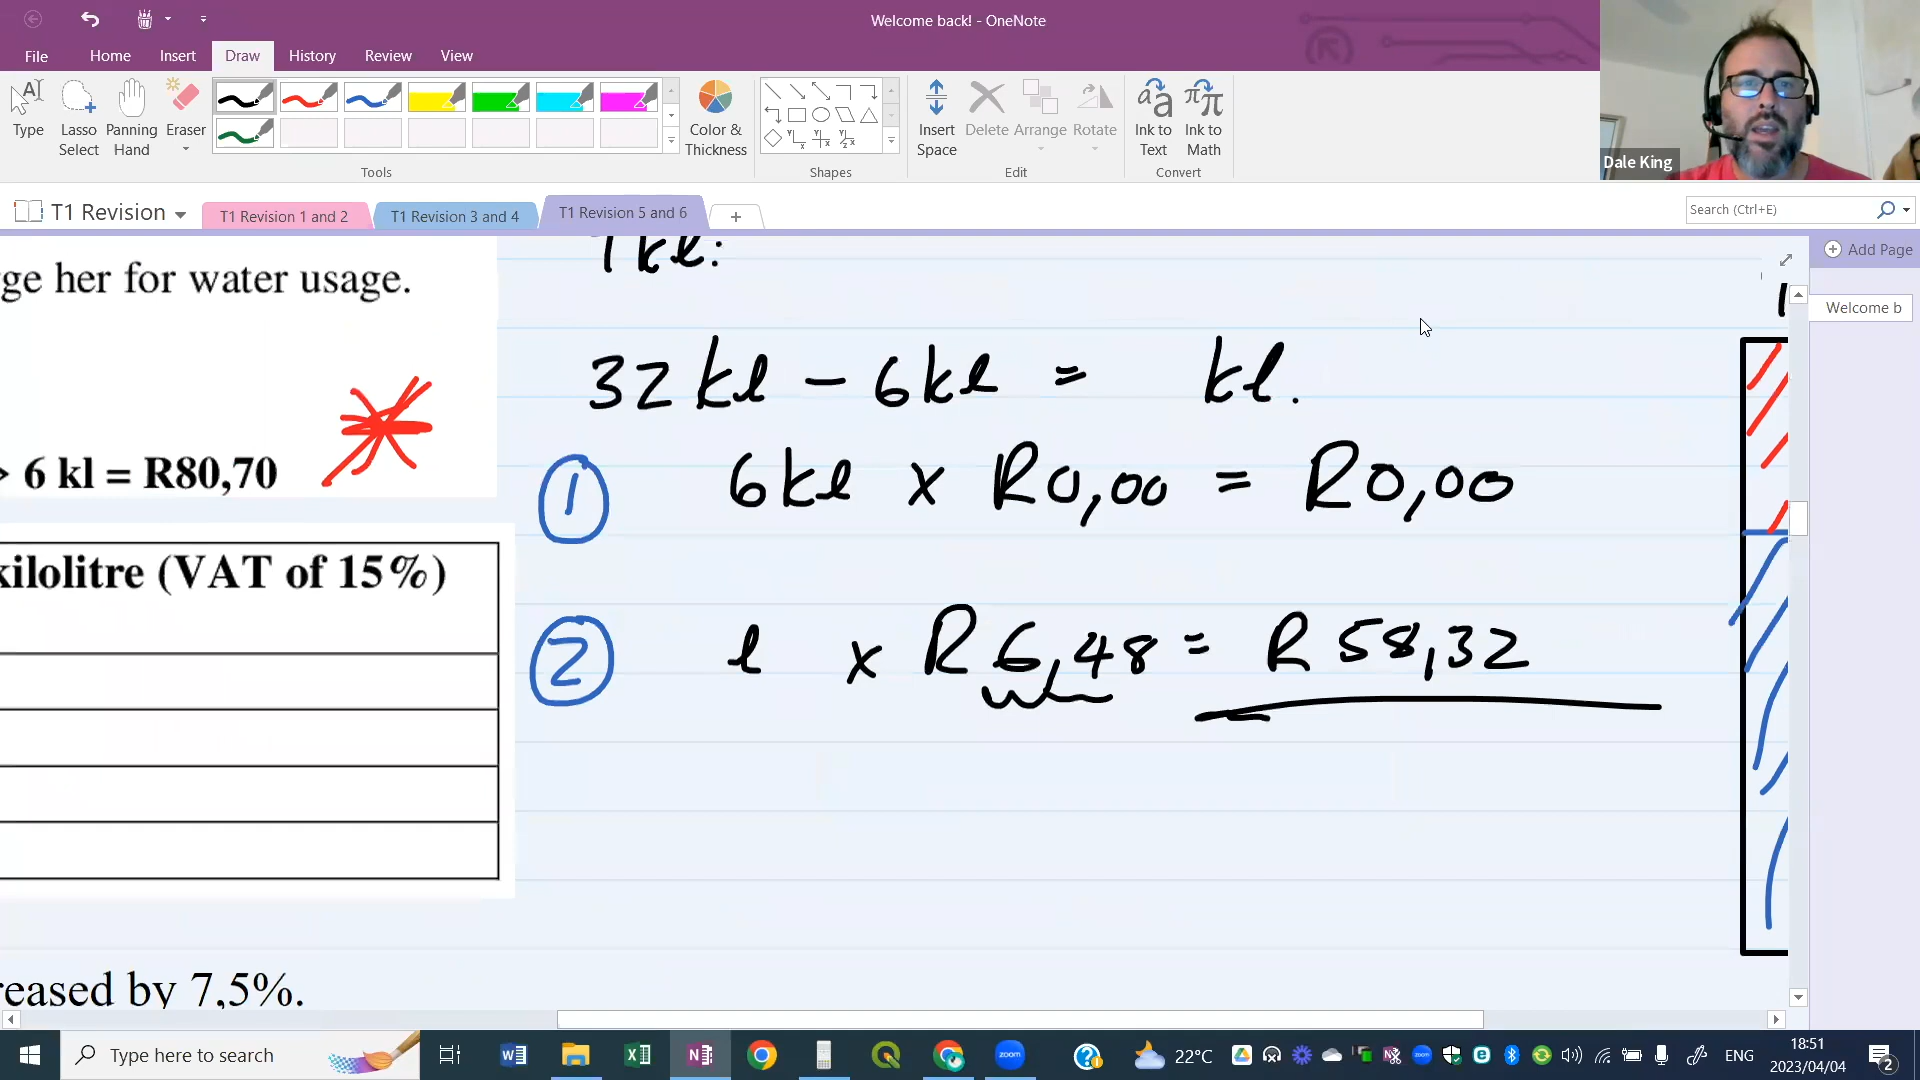 Welcome back! - OneNote
File Home Insert Draw History Review View
Type
Lasso Select
Panning Hand
Eraser
Color & Thickness
Insert Space
Delete Arrange Rotate
Ink to Text
Ink to Math
Tools Shapes Edit Convert
Dale King
T1 Revision T1 Revision 1 and 2 T1 Revision 3 and 4 T1 Revision 5 and 6 +
Search (Ctrl+E)
Add Page
Welcome b
kl:
rge her for water usage.
32 kl - 6 kl = kl.
6 kl = R80,70
1 6 kl x R0,00 = R0,00
kilolitre (VAT of 15%)
2 l x R 6,48 = R 58,32
reased by 7,5%.
Type here to search
zoom
22°C
ENG
18:51
2023/04/04
2